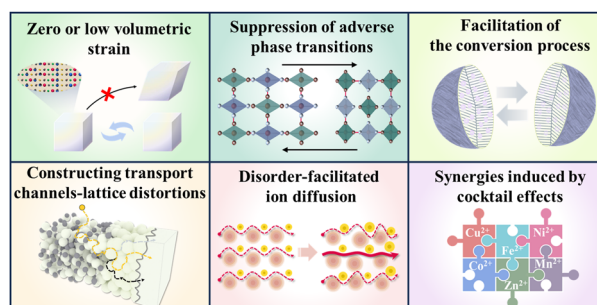 Zero or low volumetric
strain
Suppression of adverse
phase transitions
Facilitation of
the conversion process
Constructing transport
channels-lattice distortions
Disorder-facilitated
ion diffusion
Synergies induced by
cocktail effects
Cu²⁺
Ni²⁺
Fe²⁺
Co²⁺
Mn²⁺
Zn²⁺